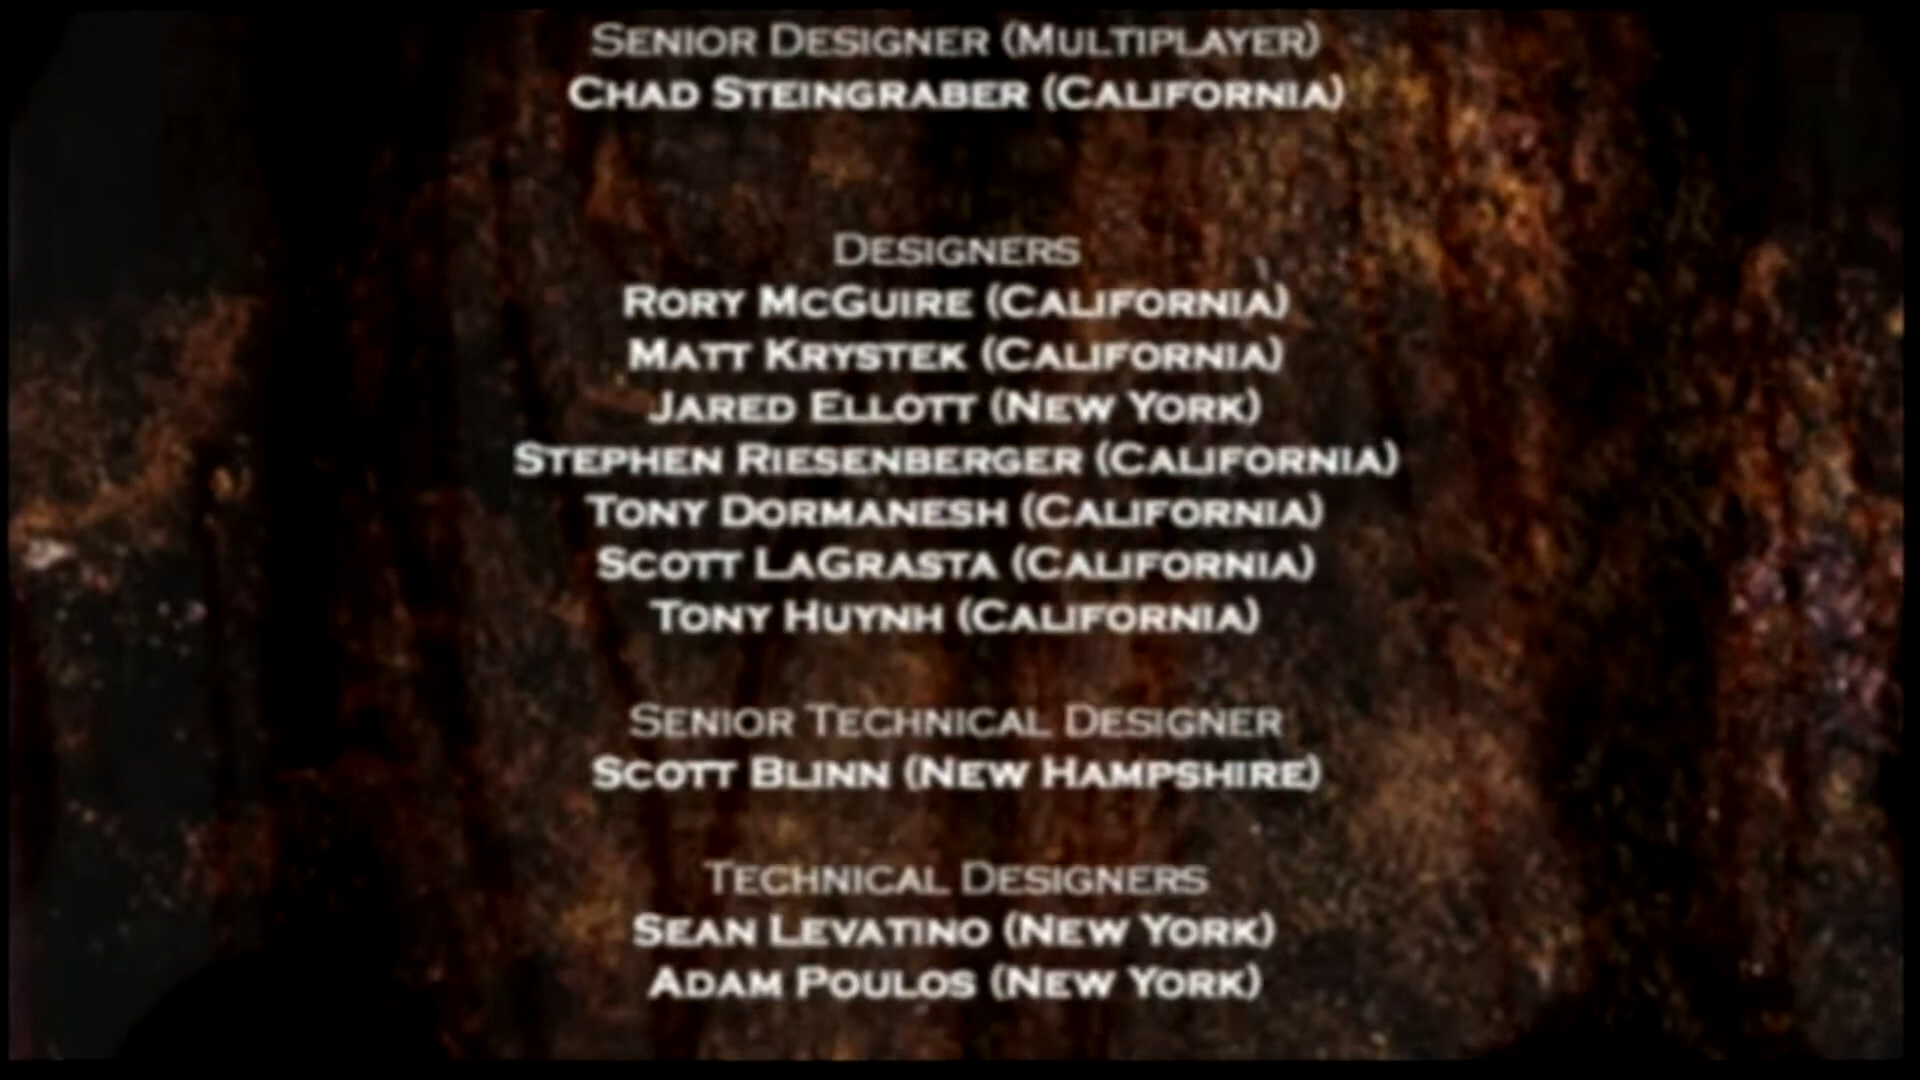 SENIOR DESIGNER (MULTIPLAYER)
CHAD STEINGRABER (CALIFORNIA)
DESIGNERS
RORY MCGUIRE (CALIFORNIA)
MATT KRYSTEK (CALIFORNIA)
JARED ELLOTT (NEW YORK)
STEPHEN RIESENBERGER (CALIFORNIA)
TONY DORMANESH (CALIFORNIA)
SCOTT LAGRASTA (CALIFORNIA)
TONY HUYNH (CALIFORNIA)
SENIOR TECHNICAL DESIGNER
SCOTT BLINN (NEW HAMPSHIRE)
TECHNICAL DESIGNERS
SEAN LEVATINO (NEW YORK)
ADAM POULOS (NEW YORK)